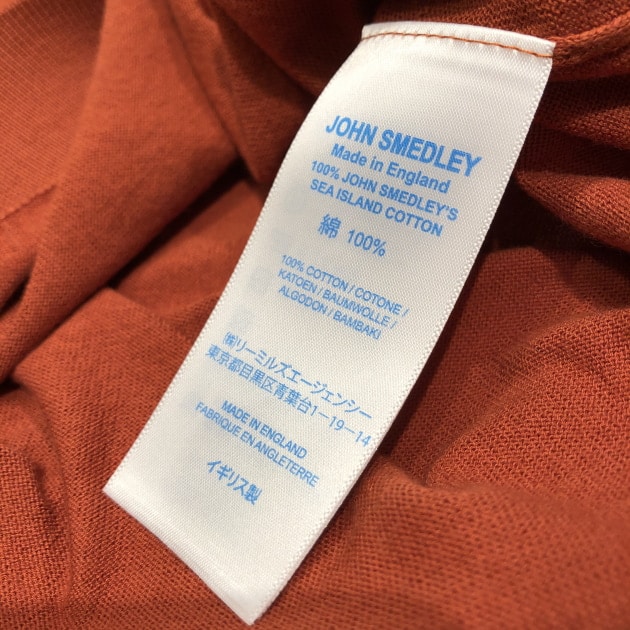 JOHN SMEDLEY
Made in England
100% JOHN SMEDLEY'S
SEA ISLAND COTTON
綿 100%
100% COTTON / COTONE /
KATOEN / BAUMWOLLE /
ALGODON / BAMBAKI
㈱リーミルズエージェンシー
東京都目黒区青葉台1-19-14
MADE IN ENGLAND
FABRIQUE EN ANGLETERRE
イギリス製